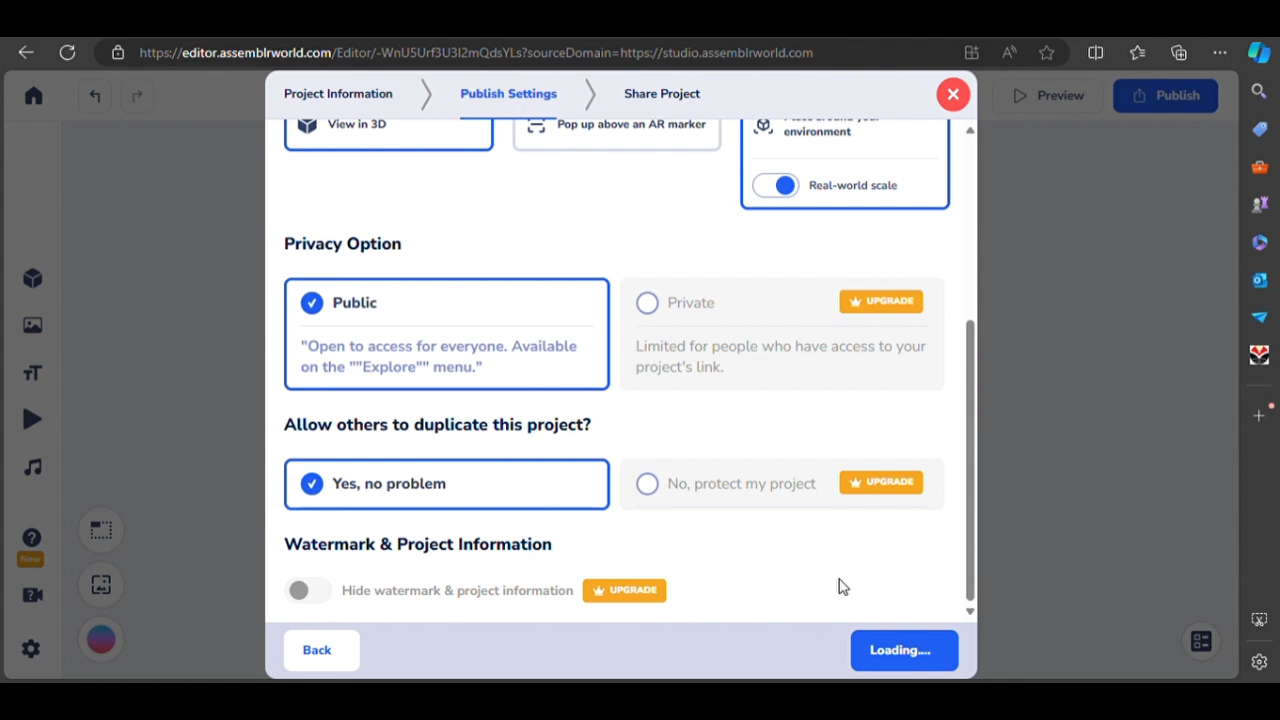 https://editor.assemblrworld.com/Editor/-WnU5Urf3U3I2mQdsYLs?sourceDomain=https://studio.assemblrworld.com
Project Information
Publish Settings
Share Project
Preview
Publish
View in 3D
Pop up above an AR marker
environment
Real-world scale
Privacy Option
Public
Private
UPGRADE
"Open to access for everyone. Available
on the ""Explore"" menu."
Limited for people who have access to your
project's link.
Allow others to duplicate this project?
Yes, no problem
No, protect my project
UPGRADE
Watermark & Project Information
New
Hide watermark & project information
UPGRADE
Back
Loading....